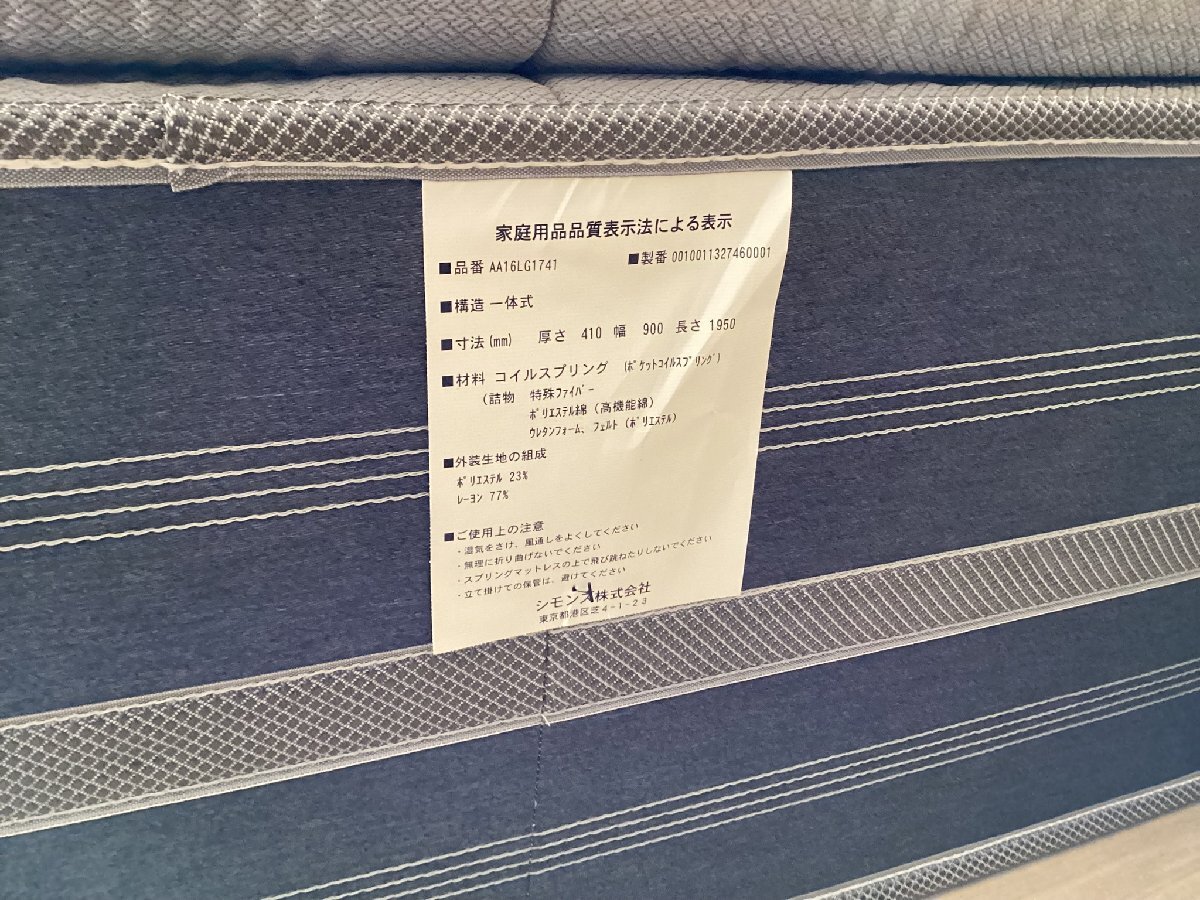 家庭用品品質表示法による表示
■品番 AA16LG1741 ■製番 0010011327460001
■構造 一体式
■寸法(mm) 厚さ 410 幅 900 長さ 1950
■材料 コイルスプリング (ﾎﾟｹｯﾄｺｲﾙｽﾌﾟﾘﾝｸﾞ)
(詰物 特殊ﾌｧｲﾊﾞｰ
ﾎﾟﾘｴｽﾃﾙ綿 (高機能綿)
ｳﾚﾀﾝﾌｫｰﾑ、ﾌｪﾙﾄ (ﾎﾟﾘｴｽﾃﾙ)
■外装生地の組成
ﾎﾟﾘｴｽﾃﾙ 23%
ﾚｰﾖﾝ 77%
■ご使用上の注意
・湿気をさけ、風通しをよくしてください
・無理に折り曲げないでください
・スプリングマットレスの上で飛び跳ねたりしないでください
・立て掛けての保管は、避けてください
シモンズ株式会社
東京都港区芝4-1-23